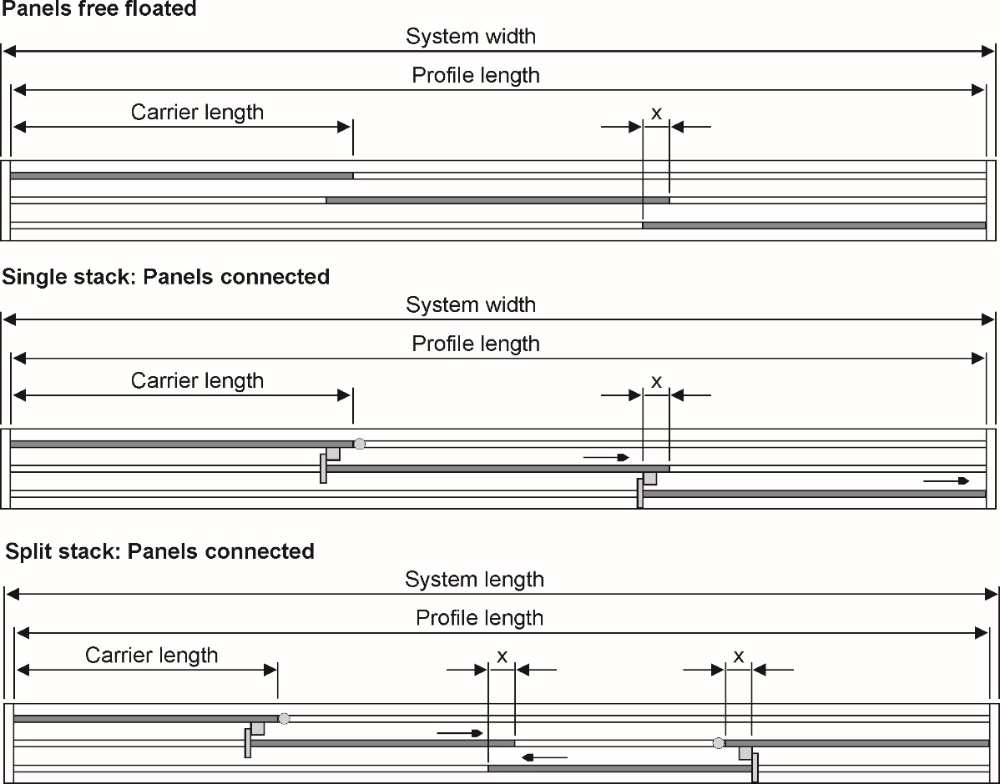 Panels free floated
System width
Profile length
Carrier length
x
Single stack: Panels connected
System width
Profile length
Carrier length
x
Split stack: Panels connected
System length
Profile length
Carrier length
x
x